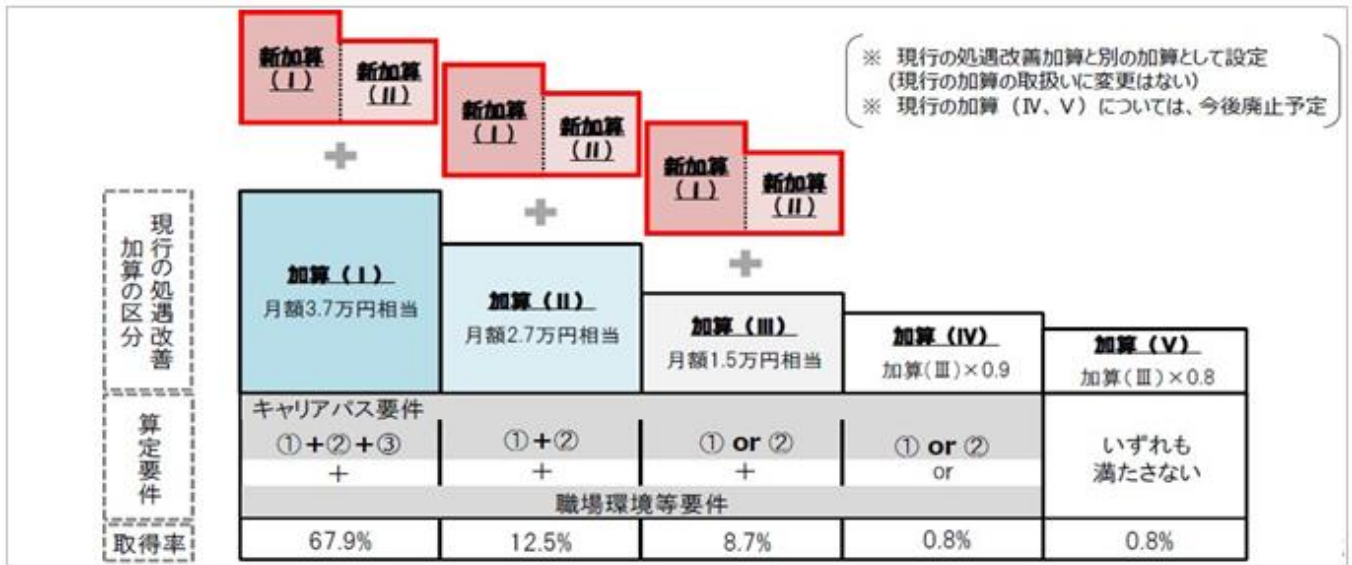 新加算
(Ⅰ)
新加算
(Ⅱ)
新加算
(Ⅰ)
新加算
(Ⅱ)
新加算
(Ⅰ)
新加算
(Ⅱ)
※ 現行の処遇改善加算と別の加算として設定
(現行の加算の取扱いに変更はない)
※ 現行の加算(Ⅳ、Ⅴ)については、今後廃止予定
+
+
+
現行の処遇改善
加算の区分
加算(Ⅰ)
月額3.7万円相当
加算(Ⅱ)
月額2.7万円相当
加算(Ⅲ)
月額1.5万円相当
加算(Ⅳ)
加算(Ⅲ)×0.9
加算(Ⅴ)
加算(Ⅲ)×0.8
算定要件
キャリアパス要件
①+②+③
+
①+②
+
① or ②
+
① or ②
or
いずれも
満たさない
職場環境等要件
取得率
67.9%
12.5%
8.7%
0.8%
0.8%